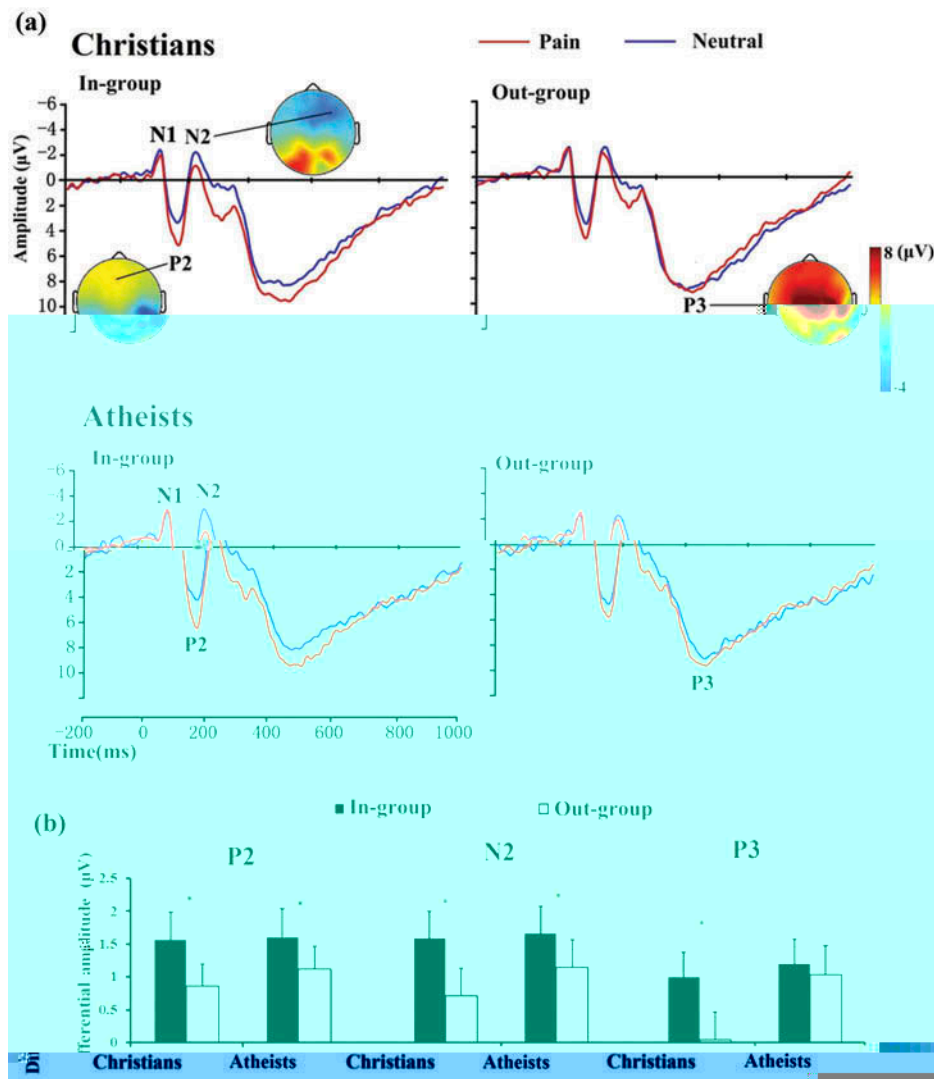 (a)
Christians
Pain
Neutral
In-group
Out-group
Amplitude (μV)
-6
-4
-2
0
2
4
6
8
10
N1
N2
P2
P3
8 (μV)
-4
Atheists
In-group
Out-group
-6
-4
-2
0
2
4
6
8
10
N1
N2
P2
P3
-200
0
200
400
600
800
1000
Time(ms)
(b)
In-group
Out-group
P2
N2
P3
amplitude (μV)
2.5
2
1.5
1
0.5
0
Christians
Atheists
Christians
Atheists
Christians
Atheists